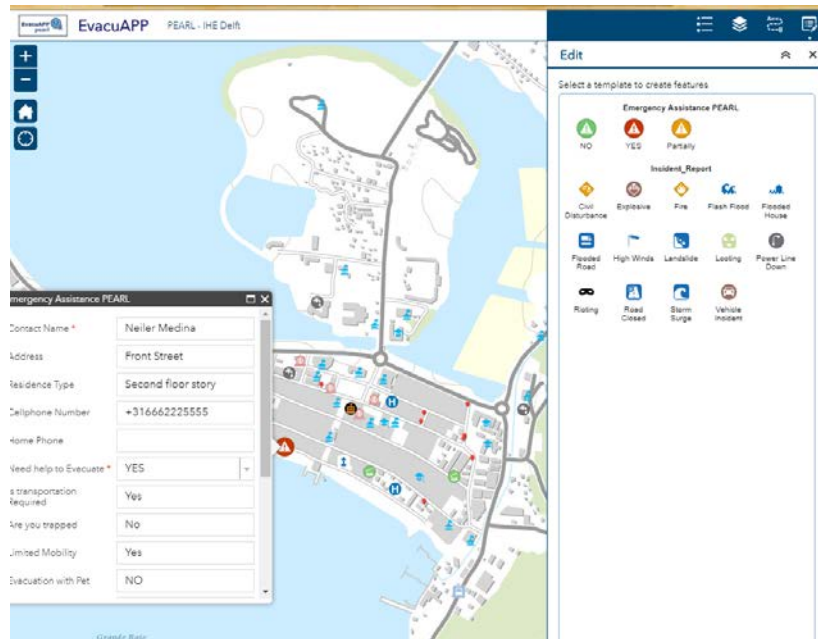 EvacuAPP
PEARL - IHE Delft
Edit
Select a template to create features
Emergency Assistance PEARL
NO
YES
Partially
Incident_Report
Civil Disturbance
Explosive
Fire
Flash Flood
Flooded House
Flooded Road
High Winds
Landslide
Looting
Power Line Down
Rioting
Road Closed
Storm Surge
Vehicle Incident
Emergency Assistance PEARL
Contact Name * Neiler Medina
Address Front Street
Residence Type Second floor story
Cellphone Number +316662225555
Home Phone
Need help to Evacuate * YES
Is transportation Required Yes
Are you trapped No
Limited Mobility Yes
Evacuation with Pet NO
H
H